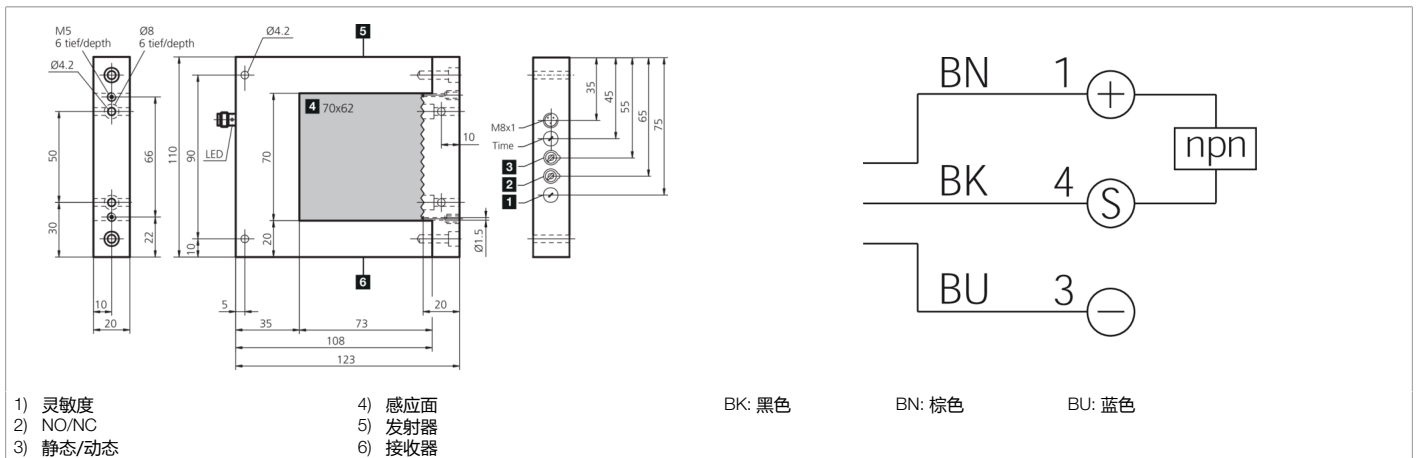 M5
6 tief/depth
Ø8
6 tief/depth
Ø4.2
50
30
66
22
10
20
Ø4.2
5
4 70x62
LED
110
90
10
70
20
10
Ø1.5
5
20
35
73
108
123
6
35
45
55
65
75
M8x1
Time
3
2
1
BN 1 +
npn
BK 4 S
BU 3 −
1) 灵敏度
2) NO/NC
3) 静态/动态
4) 感应面
5) 发射器
6) 接收器
BK: 黑色
BN: 棕色
BU: 蓝色